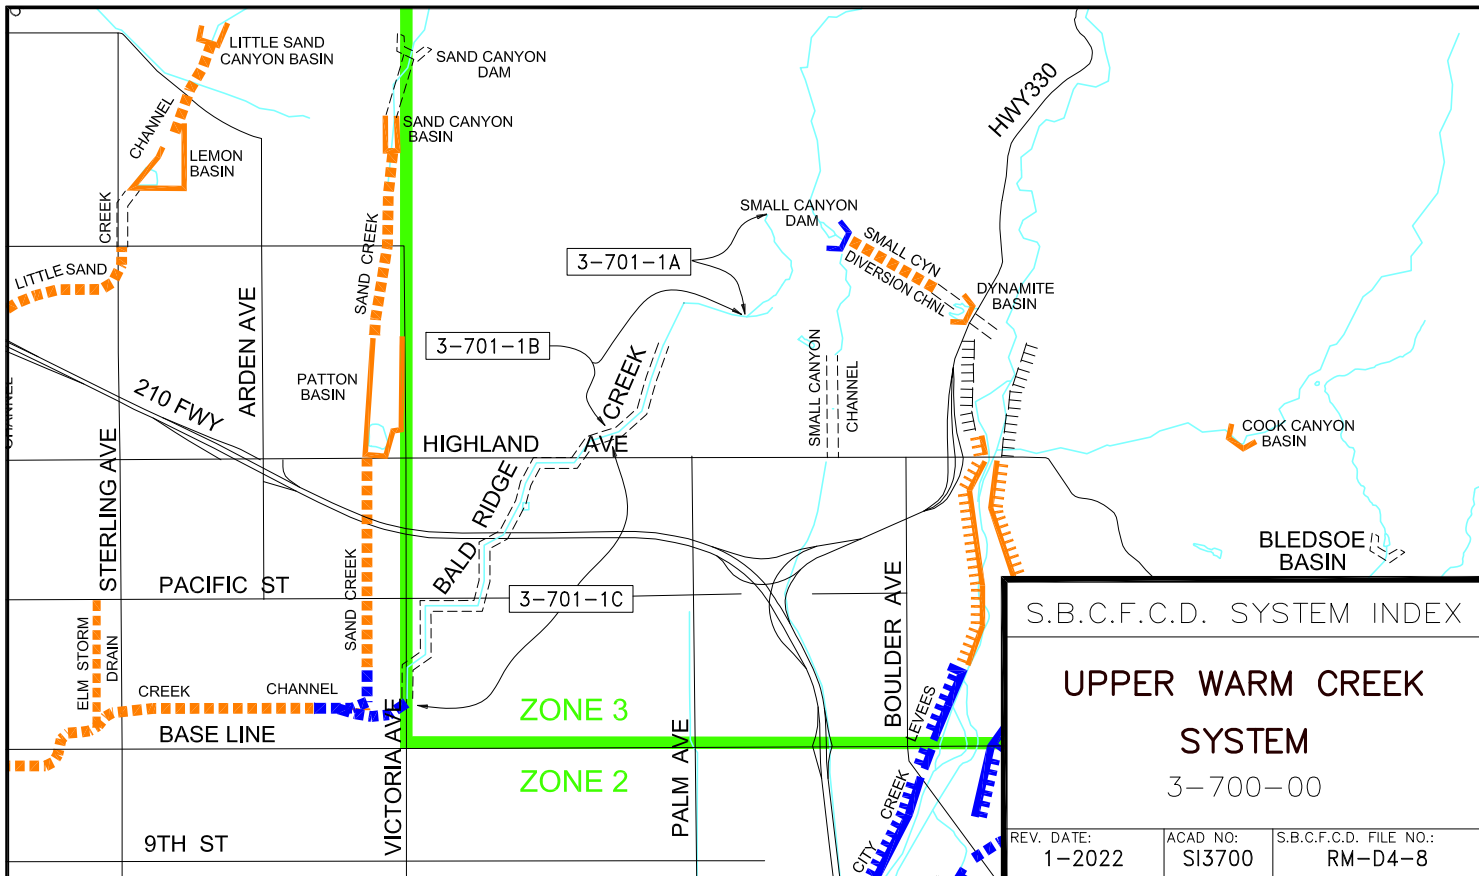 LITTLE SAND
CANYON BASIN
SAND CANYON
DAM
HWY330
CHANNEL
SAND CANYON
BASIN
LEMON
BASIN
CREEK
SMALL CANYON
DAM
SAND CREEK
SMALL CYN
DIVERSION CHNL
3-701-1A
LITTLE SAND
DYNAMITE
BASIN
ARDEN AVE
3-701-1B
PATTON
BASIN
210 FWY
CREEK
SMALL CANYON
CHANNEL
CHANNEL
HIGHLAND AVE
COOK CANYON
BASIN
STERLING AVE
RIDGE
BALD
BLEDSOE
BASIN
PACIFIC ST
SAND CREEK
3-701-1C
BOULDER AVE
ELM STORM
DRAIN
CREEK CHANNEL
BASE LINE
VICTORIA AVE
ZONE 3
ZONE 2
PALM AVE
LEVEES
CREEK
CITY
9TH ST
S.B.C.F.C.D. SYSTEM INDEX
UPPER WARM CREEK
SYSTEM
3-700-00
REV. DATE:
1-2022
ACAD NO:
SI3700
S.B.C.F.C.D. FILE NO.:
RM-D4-8